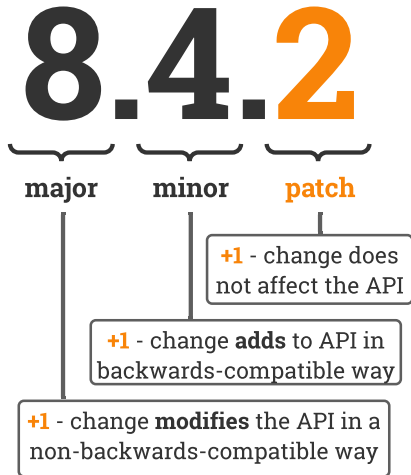 8.4.2
major minor patch
+1 - change does
not affect the API
+1 - change adds to API in
backwards-compatible way
+1 - change modifies the API in a
non-backwards-compatible way